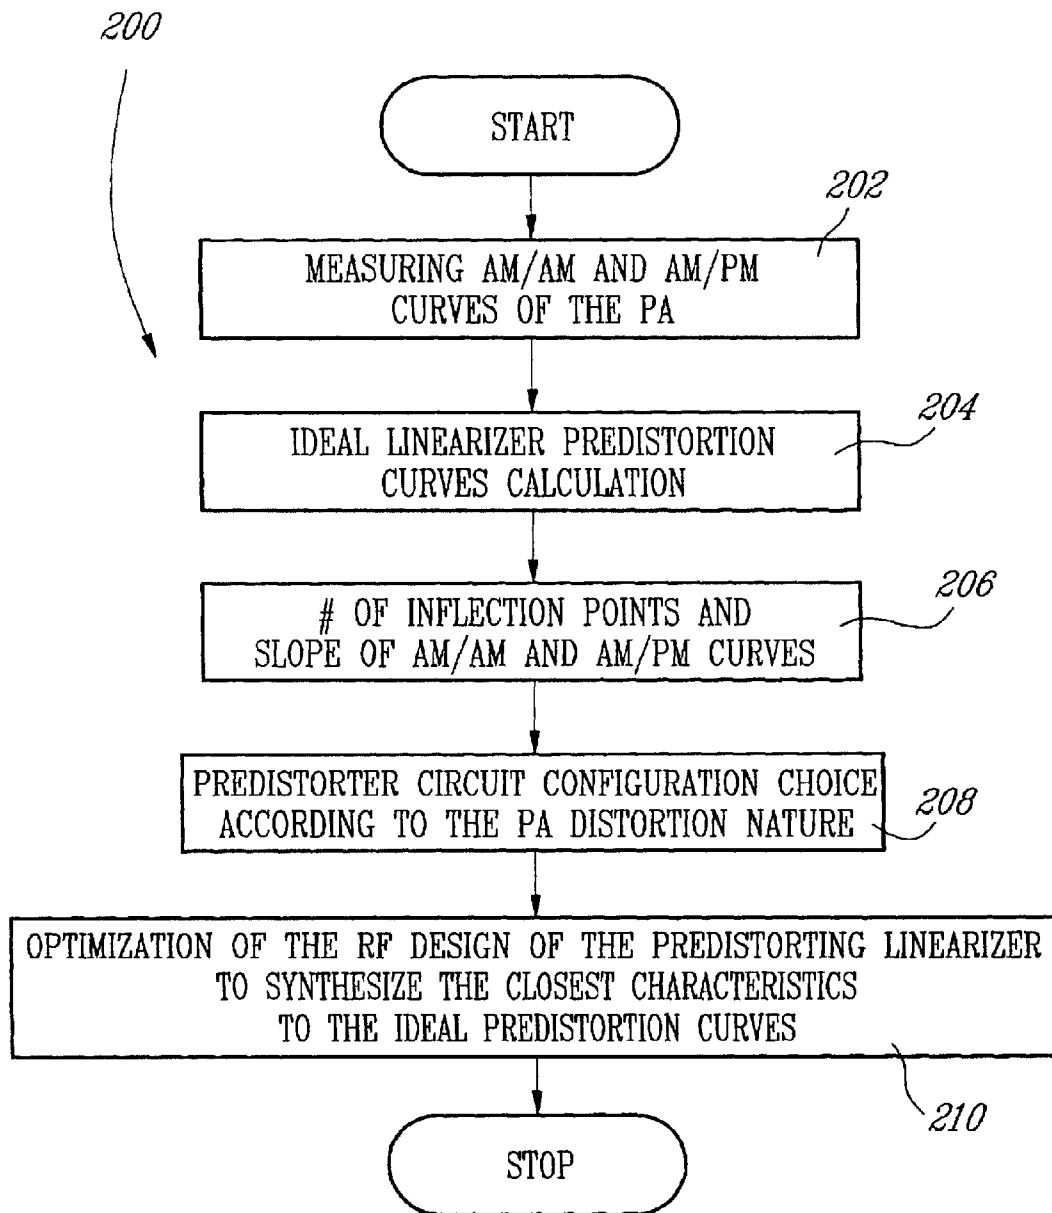 200
START
202
MEASURING AM/AM AND AM/PM
CURVES OF THE PA
204
IDEAL LINEARIZER PREDISTORTION
CURVES CALCULATION
206
# OF INFLECTION POINTS AND
SLOPE OF AM/AM AND AM/PM CURVES
PREDISTORTER CIRCUIT CONFIGURATION CHOICE
ACCORDING TO THE PA DISTORTION NATURE
208
OPTIMIZATION OF THE RF DESIGN OF THE PREDISTORTING LINEARIZER
TO SYNTHESIZE THE CLOSEST CHARACTERISTICS
TO THE IDEAL PREDISTORTION CURVES
210
STOP